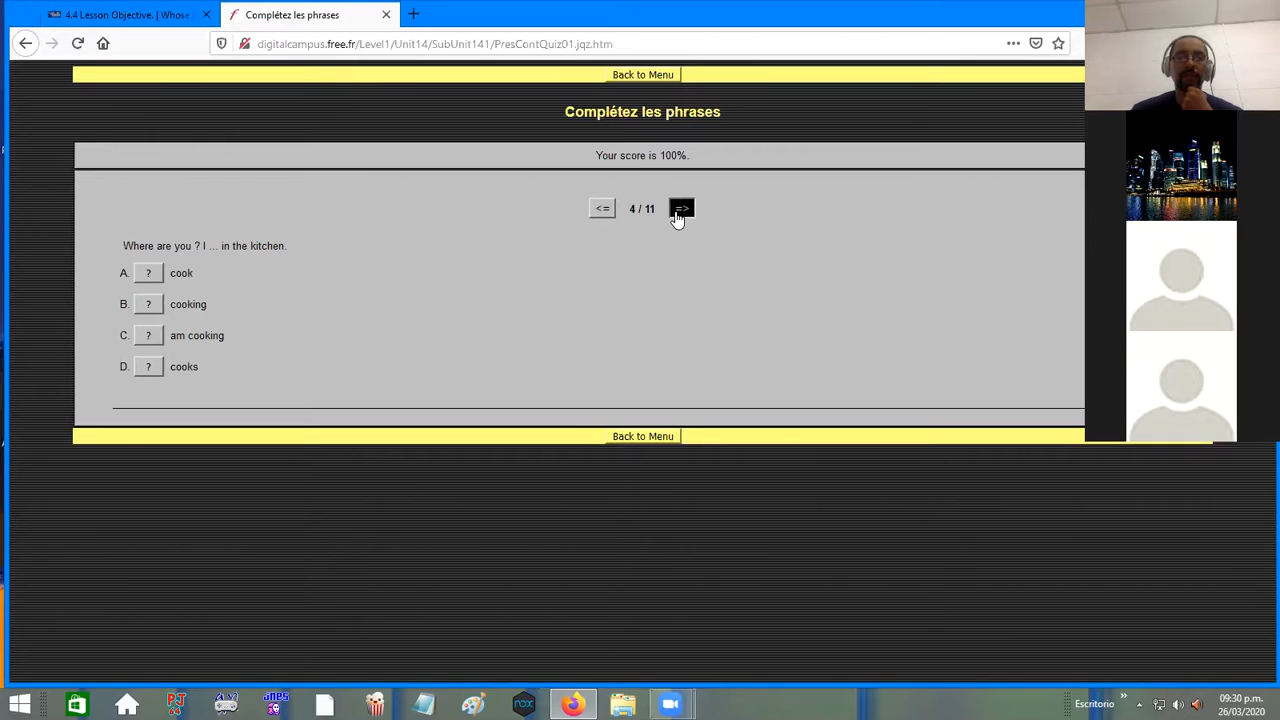 4.4 Lesson Objective. | Whose
Complétez les phrases
digitalcampus.free.fr/Level1/Unit14/SubUnit141/PresContQuiz01.jqz.htm
Back to Menu
Complétez les phrases
Your score is 100%.
<= 4 / 11 =>
Where are you ? I ... in the kitchen.
A. ? cook
B. ? cooking
C. ? am cooking
D. ? cooks
Back to Menu
Escritorio
09:30 p.m.
26/03/2020